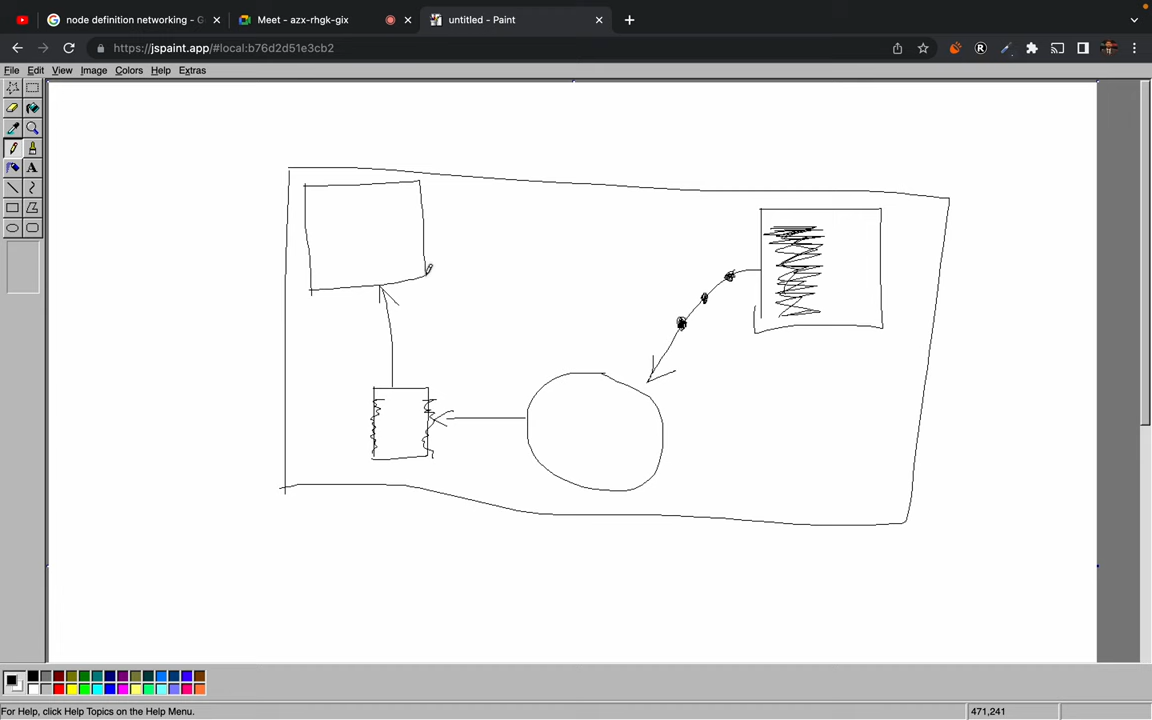 node definition networking - G
Meet - azx-rhgk-gix
untitled - Paint
https://jspaint.app/#local:b76d2d51e3cb2
File Edit View Image Colors Help Extras
A
For Help, click Help Topics on the Help Menu.
471,241